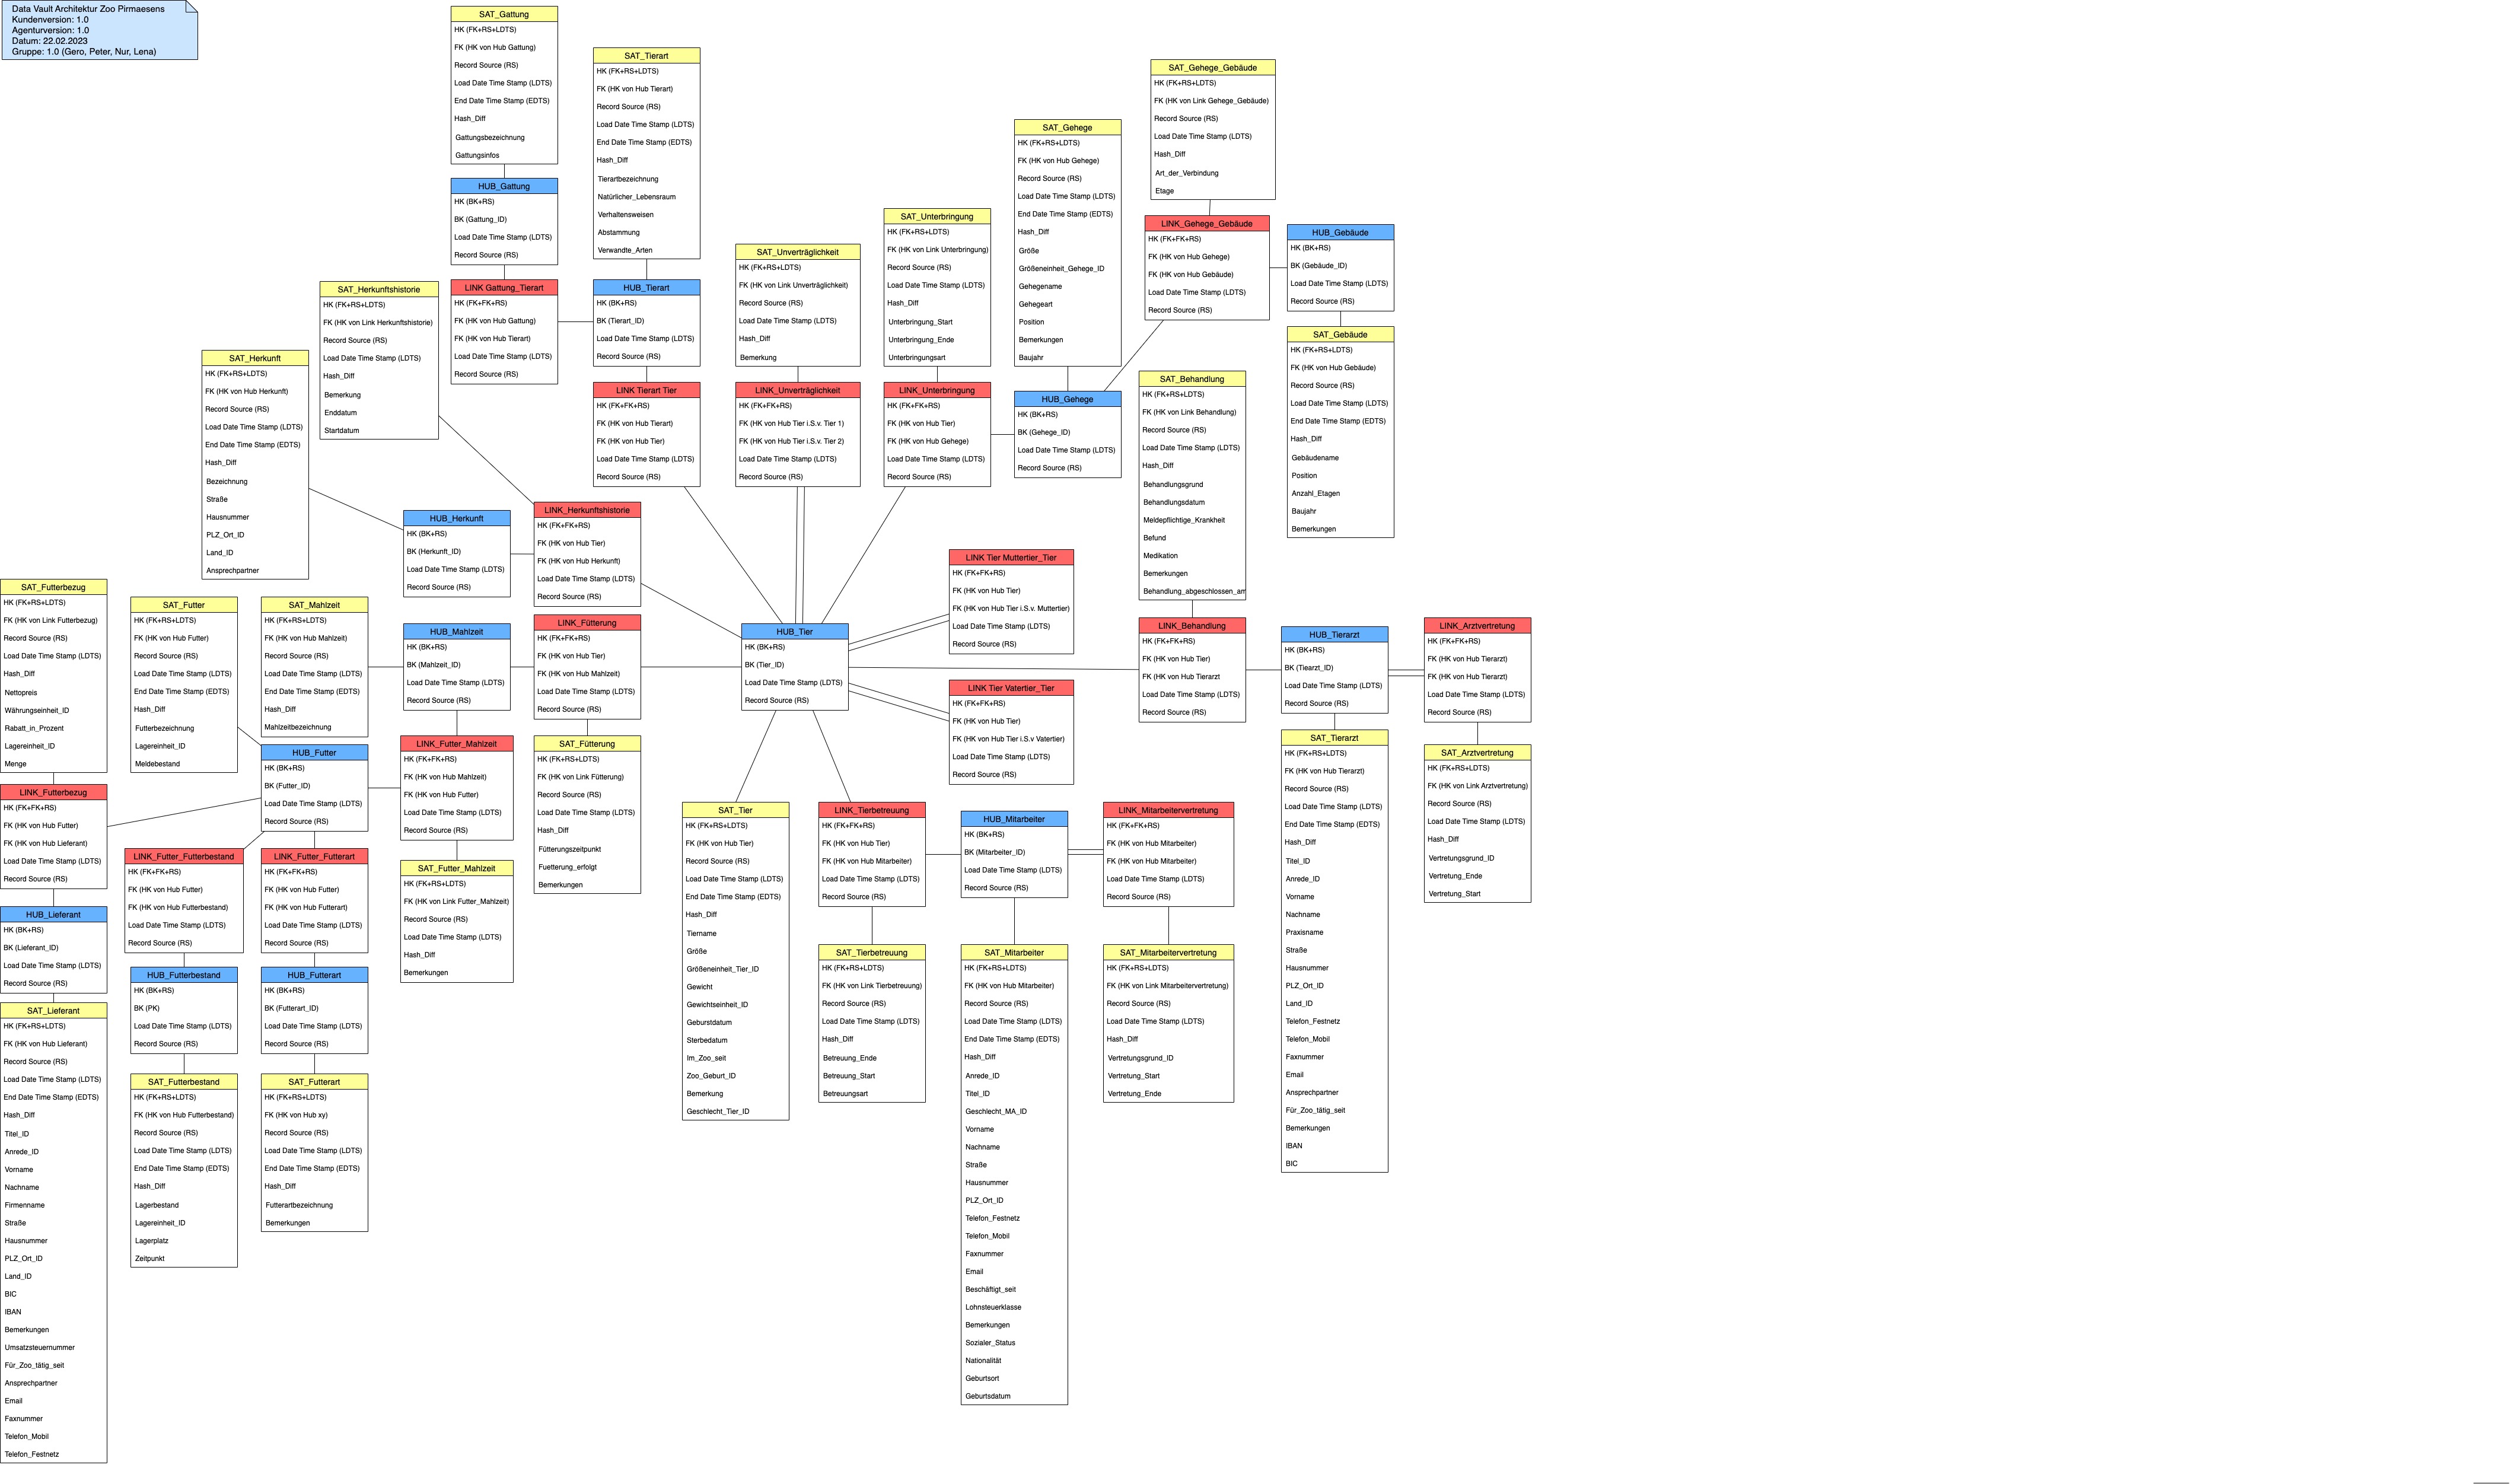 Data Vault Architektur Zoo Pirmaesens
Kundenversion: 1.0
Agenturversion: 1.0
Datum: 22.02.2023
Gruppe: 1.0 (Gero, Peter, Nur, Lena)
SAT_Gattung
HK (FK+RS+LDTS)
FK (HK von Hub Gattung)
Record Source (RS)
Load Date Time Stamp (LDTS)
End Date Time Stamp (EDTS)
Hash_Diff
Gattungsbezeichnung
Gattungsinfos
HUB_Gattung
HK (BK+RS)
BK (Gattung_ID)
Load Date Time Stamp (LDTS)
Record Source (RS)
LINK Gattung_Tierart
HK (FK+FK+RS)
FK (HK von Hub Gattung)
FK (HK von Hub Tierart)
Load Date Time Stamp (LDTS)
Record Source (RS)
SAT_Tierart
HK (FK+RS+LDTS)
FK (HK von Hub Tierart)
Record Source (RS)
Load Date Time Stamp (LDTS)
End Date Time Stamp (EDTS)
Hash_Diff
Tierartbezeichnung
Natürlicher_Lebensraum
Verhaltensweisen
Abstammung
Verwandte_Arten
HUB_Tierart
HK (BK+RS)
BK (Tierart_ID)
Load Date Time Stamp (LDTS)
Record Source (RS)
LINK Tierart Tier
HK (FK+FK+RS)
FK (HK von Hub Tierart)
FK (HK von Hub Tier)
Load Date Time Stamp (LDTS)
Record Source (RS)
SAT_Unverträglichkeit
HK (FK+RS+LDTS)
FK (HK von Link Unverträglichkeit)
Record Source (RS)
Load Date Time Stamp (LDTS)
Hash_Diff
Bemerkung
LINK_Unverträglichkeit
HK (FK+FK+RS)
FK (HK von Hub Tier i.S.v. Tier 1)
FK (HK von Hub Tier i.S.v. Tier 2)
Load Date Time Stamp (LDTS)
Record Source (RS)
SAT_Unterbringung
HK (FK+RS+LDTS)
FK (HK von Link Unterbringung)
Record Source (RS)
Load Date Time Stamp (LDTS)
Hash_Diff
Unterbringung_Start
Unterbringung_Ende
Unterbringungsart
LINK_Unterbringung
HK (FK+FK+RS)
FK (HK von Hub Tier)
FK (HK von Hub Gehege)
Load Date Time Stamp (LDTS)
Record Source (RS)
SAT_Gehege
HK (FK+RS+LDTS)
FK (HK von Hub Gehege)
Record Source (RS)
Load Date Time Stamp (LDTS)
End Date Time Stamp (EDTS)
Hash_Diff
Größe
Größeneinheit_Gehege_ID
Gehegename
Gehegeart
Position
Bemerkungen
Baujahr
HUB_Gehege
HK (BK+RS)
BK (Gehege_ID)
Load Date Time Stamp (LDTS)
Record Source (RS)
SAT_Gehege_Gebäude
HK (FK+RS+LDTS)
FK (HK von Link Gehege_Gebäude)
Record Source (RS)
Load Date Time Stamp (LDTS)
Hash_Diff
Art_der_Verbindung
Etage
LINK_Gehege_Gebäude
HK (FK+FK+RS)
FK (HK von Hub Gehege)
FK (HK von Hub Gebäude)
Load Date Time Stamp (LDTS)
Record Source (RS)
HUB_Gebäude
HK (BK+RS)
BK (Gebäude_ID)
Load Date Time Stamp (LDTS)
Record Source (RS)
SAT_Gebäude
HK (FK+RS+LDTS)
FK (HK von Hub Gebäude)
Record Source (RS)
Load Date Time Stamp (LDTS)
End Date Time Stamp (EDTS)
Hash_Diff
Gebäudename
Position
Anzahl_Etagen
Baujahr
Bemerkungen
SAT_Behandlung
HK (FK+RS+LDTS)
FK (HK von Link Behandlung)
Record Source (RS)
Load Date Time Stamp (LDTS)
Hash_Diff
Behandlungsgrund
Behandlungsdatum
Meldepflichtige_Krankheit
Befund
Medikation
Bemerkungen
Behandlung_abgeschlossen_am
SAT_Herkunftshistorie
HK (FK+RS+LDTS)
FK (HK von Link Herkunftshistorie)
Record Source (RS)
Load Date Time Stamp (LDTS)
Hash_Diff
Bemerkung
Enddatum
Startdatum
SAT_Herkunft
HK (FK+RS+LDTS)
FK (HK von Hub Herkunft)
Record Source (RS)
Load Date Time Stamp (LDTS)
End Date Time Stamp (EDTS)
Hash_Diff
Bezeichnung
Straße
Hausnummer
PLZ_Ort_ID
Land_ID
Ansprechpartner
HUB_Herkunft
HK (BK+RS)
BK (Herkunft_ID)
Load Date Time Stamp (LDTS)
Record Source (RS)
LINK_Herkunftshistorie
HK (FK+FK+RS)
FK (HK von Hub Tier)
FK (HK von Hub Herkunft)
Load Date Time Stamp (LDTS)
Record Source (RS)
SAT_Futterbezug
HK (FK+RS+LDTS)
FK (HK von Link Futterbezug)
Record Source (RS)
Load Date Time Stamp (LDTS)
Hash_Diff
Nettopreis
Währungseinheit_ID
Rabatt_in_Prozent
Lagereinheit_ID
Menge
SAT_Futter
HK (FK+RS+LDTS)
FK (HK von Hub Futter)
Record Source (RS)
Load Date Time Stamp (LDTS)
End Date Time Stamp (EDTS)
Hash_Diff
Futterbezeichnung
Lagereinheit_ID
Meldebestand
SAT_Mahlzeit
HK (FK+RS+LDTS)
FK (HK von Hub Mahlzeit)
Record Source (RS)
Load Date Time Stamp (LDTS)
End Date Time Stamp (EDTS)
Hash_Diff
Mahlzeitbezeichnung
HUB_Mahlzeit
HK (BK+RS)
BK (Mahlzeit_ID)
Load Date Time Stamp (LDTS)
Record Source (RS)
LINK_Fütterung
HK (FK+FK+RS)
FK (HK von Hub Tier)
FK (HK von Hub Mahlzeit)
Load Date Time Stamp (LDTS)
Record Source (RS)
HUB_Tier
HK (BK+RS)
BK (Tier_ID)
Load Date Time Stamp (LDTS)
Record Source (RS)
LINK Tier Muttertier_Tier
HK (FK+FK+RS)
FK (HK von Hub Tier)
FK (HK von Hub Tier i.S.v. Muttertier)
Load Date Time Stamp (LDTS)
Record Source (RS)
LINK Tier Vatertier_Tier
HK (FK+FK+RS)
FK (HK von Hub Tier)
FK (HK von Hub Tier i.S.v Vatertier)
Load Date Time Stamp (LDTS)
Record Source (RS)
LINK_Behandlung
HK (FK+FK+RS)
FK (HK von Hub Tier)
FK (HK von Hub Tierarzt
Load Date Time Stamp (LDTS)
Record Source (RS)
HUB_Tierarzt
HK (BK+RS)
BK (Tiearzt_ID)
Load Date Time Stamp (LDTS)
Record Source (RS)
LINK_Arztvertretung
HK (FK+FK+RS)
FK (HK von Hub Tierarzt)
FK (HK von Hub Tierarzt)
Load Date Time Stamp (LDTS)
Record Source (RS)
SAT_Tierarzt
HK (FK+RS+LDTS)
FK (HK von Hub Tierarzt)
Record Source (RS)
Load Date Time Stamp (LDTS)
End Date Time Stamp (EDTS)
Hash_Diff
Titel_ID
Anrede_ID
Vorname
Nachname
Praxisname
Straße
Hausnummer
PLZ_Ort_ID
Land_ID
Telefon_Festnetz
Telefon_Mobil
Faxnummer
Email
Ansprechpartner
Für_Zoo_tätig_seit
Bemerkungen
IBAN
BIC
SAT_Arztvertretung
HK (FK+RS+LDTS)
FK (HK von Link Arztvertretung)
Record Source (RS)
Load Date Time Stamp (LDTS)
Hash_Diff
Vertretungsgrund_ID
Vertretung_Ende
Vertretung_Start
HUB_Futter
HK (BK+RS)
BK (Futter_ID)
Load Date Time Stamp (LDTS)
Record Source (RS)
LINK_Futter_Mahlzeit
HK (FK+FK+RS)
FK (HK von Hub Mahlzeit)
FK (HK von Hub Futter)
Load Date Time Stamp (LDTS)
Record Source (RS)
SAT_Fütterung
HK (FK+RS+LDTS)
FK (HK von Link Fütterung)
Record Source (RS)
Load Date Time Stamp (LDTS)
Hash_Diff
Fütterungszeitpunkt
Fuetterung_erfolgt
Bemerkungen
SAT_Futter_Mahlzeit
HK (FK+RS+LDTS)
FK (HK von Link Futter_Mahlzeit)
Record Source (RS)
Load Date Time Stamp (LDTS)
Hash_Diff
Bemerkungen
LINK_Futterbezug
HK (FK+FK+RS)
FK (HK von Hub Futter)
FK (HK von Hub Lieferant)
Load Date Time Stamp (LDTS)
Record Source (RS)
LINK_Futter_Futterbestand
HK (FK+FK+RS)
FK (HK von Hub Futter)
FK (HK von Hub Futterbestand)
Load Date Time Stamp (LDTS)
Record Source (RS)
LINK_Futter_Futterart
HK (FK+FK+RS)
FK (HK von Hub Futter)
FK (HK von Hub Futterart)
Load Date Time Stamp (LDTS)
Record Source (RS)
HUB_Lieferant
HK (BK+RS)
BK (Lieferant_ID)
Load Date Time Stamp (LDTS)
Record Source (RS)
HUB_Futterbestand
HK (BK+RS)
BK (PK)
Load Date Time Stamp (LDTS)
Record Source (RS)
HUB_Futterart
HK (BK+RS)
BK (Futterart_ID)
Load Date Time Stamp (LDTS)
Record Source (RS)
SAT_Lieferant
HK (FK+RS+LDTS)
FK (HK von Hub Lieferant)
Record Source (RS)
Load Date Time Stamp (LDTS)
End Date Time Stamp (EDTS)
Hash_Diff
Titel_ID
Anrede_ID
Vorname
Nachname
Firmenname
Straße
Hausnummer
PLZ_Ort_ID
Land_ID
BIC
IBAN
Bemerkungen
Umsatzsteuernummer
Für_Zoo_tätig_seit
Ansprechpartner
Email
Faxnummer
Telefon_Mobil
Telefon_Festnetz
SAT_Futterbestand
HK (FK+RS+LDTS)
FK (HK von Hub Futterbestand)
Record Source (RS)
Load Date Time Stamp (LDTS)
End Date Time Stamp (EDTS)
Hash_Diff
Lagerbestand
Lagereinheit_ID
Lagerplatz
Zeitpunkt
SAT_Futterart
HK (FK+RS+LDTS)
FK (HK von Hub xy)
Record Source (RS)
Load Date Time Stamp (LDTS)
End Date Time Stamp (EDTS)
Hash_Diff
Futterartbezeichnung
Bemerkungen
SAT_Tier
HK (FK+RS+LDTS)
FK (HK von Hub Tier)
Record Source (RS)
Load Date Time Stamp (LDTS)
End Date Time Stamp (EDTS)
Hash_Diff
Tiername
Größe
Größeneinheit_Tier_ID
Gewicht
Gewichtseinheit_ID
Geburstdatum
Sterbedatum
Im_Zoo_seit
Zoo_Geburt_ID
Bemerkung
Geschlecht_Tier_ID
LINK_Tierbetreuung
HK (FK+FK+RS)
FK (HK von Hub Tier)
FK (HK von Hub Mitarbeiter)
Load Date Time Stamp (LDTS)
Record Source (RS)
SAT_Tierbetreuung
HK (FK+RS+LDTS)
FK (HK von Link Tierbetreuung)
Record Source (RS)
Load Date Time Stamp (LDTS)
Hash_Diff
Betreuung_Ende
Betreuung_Start
Betreuungsart
HUB_Mitarbeiter
HK (BK+RS)
BK (Mitarbeiter_ID)
Load Date Time Stamp (LDTS)
Record Source (RS)
SAT_Mitarbeiter
HK (FK+RS+LDTS)
FK (HK von Hub Mitarbeiter)
Record Source (RS)
Load Date Time Stamp (LDTS)
End Date Time Stamp (EDTS)
Hash_Diff
Anrede_ID
Titel_ID
Geschlecht_MA_ID
Vorname
Nachname
Straße
Hausnummer
PLZ_Ort_ID
Telefon_Festnetz
Telefon_Mobil
Faxnummer
Email
Beschäftigt_seit
Lohnsteuerklasse
Bemerkungen
Sozialer_Status
Nationalität
Geburtsort
Geburtsdatum
LINK_Mitarbeitervertretung
HK (FK+FK+RS)
FK (HK von Hub Mitarbeiter)
FK (HK von Hub Mitarbeiter)
Load Date Time Stamp (LDTS)
Record Source (RS)
SAT_Mitarbeitervertretung
HK (FK+RS+LDTS)
FK (HK von Link Mitarbeitervertretung)
Record Source (RS)
Load Date Time Stamp (LDTS)
Hash_Diff
Vertretungsgrund_ID
Vertretung_Start
Vertretung_Ende